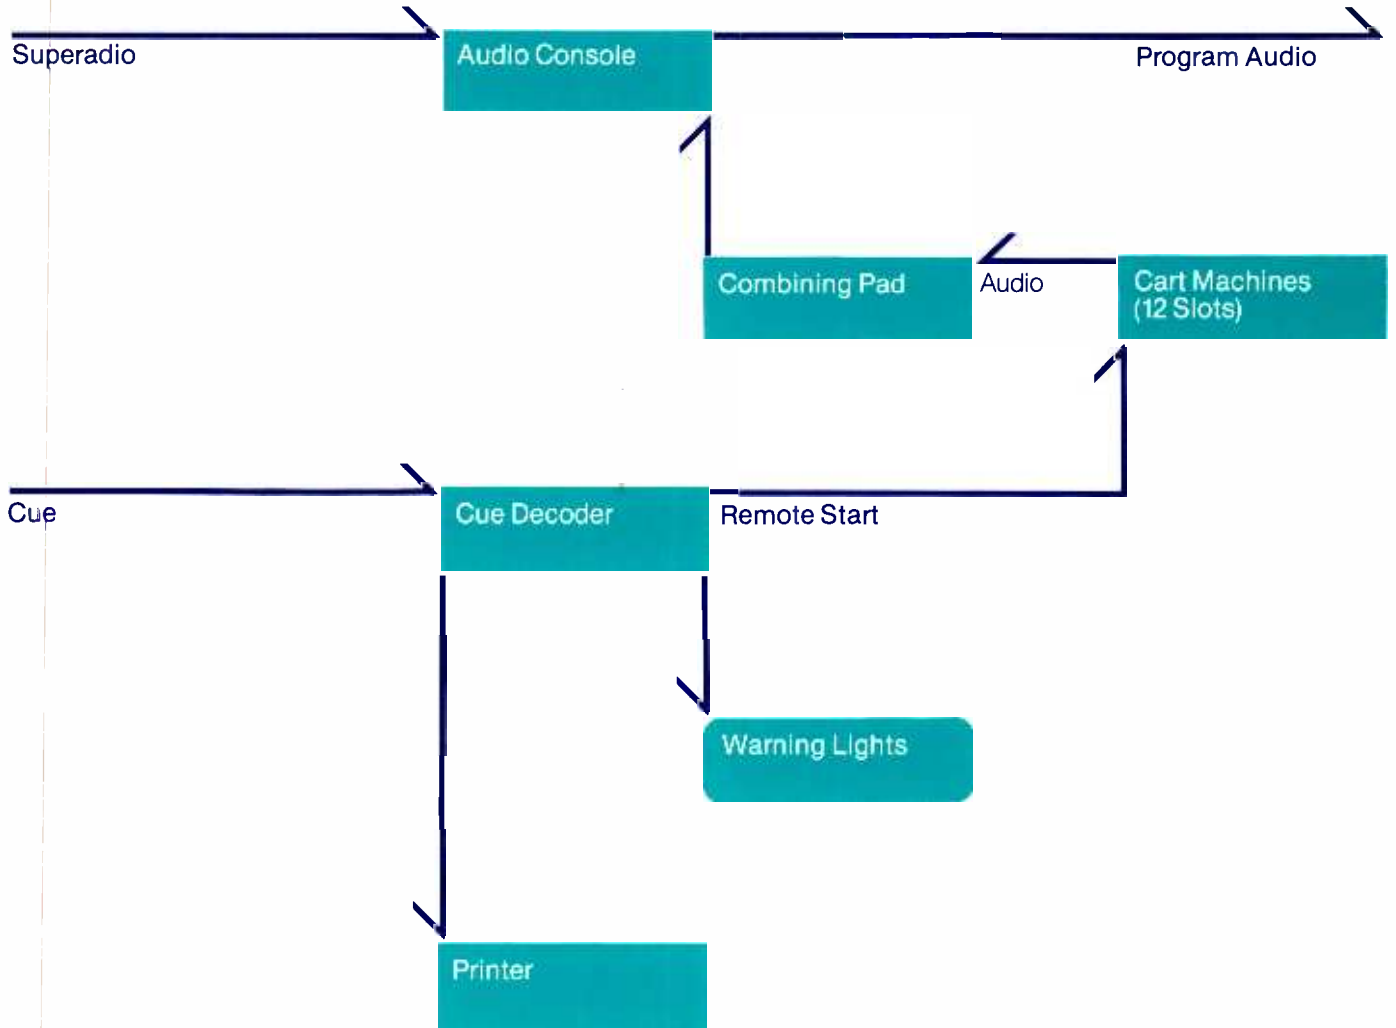 Superadio
Audio Console
Program Audio
Combining Pad
Audio
Cart Machines
(12 Slots)
Cue
Cue Decoder
Remote Start
Warning Lights
Printer